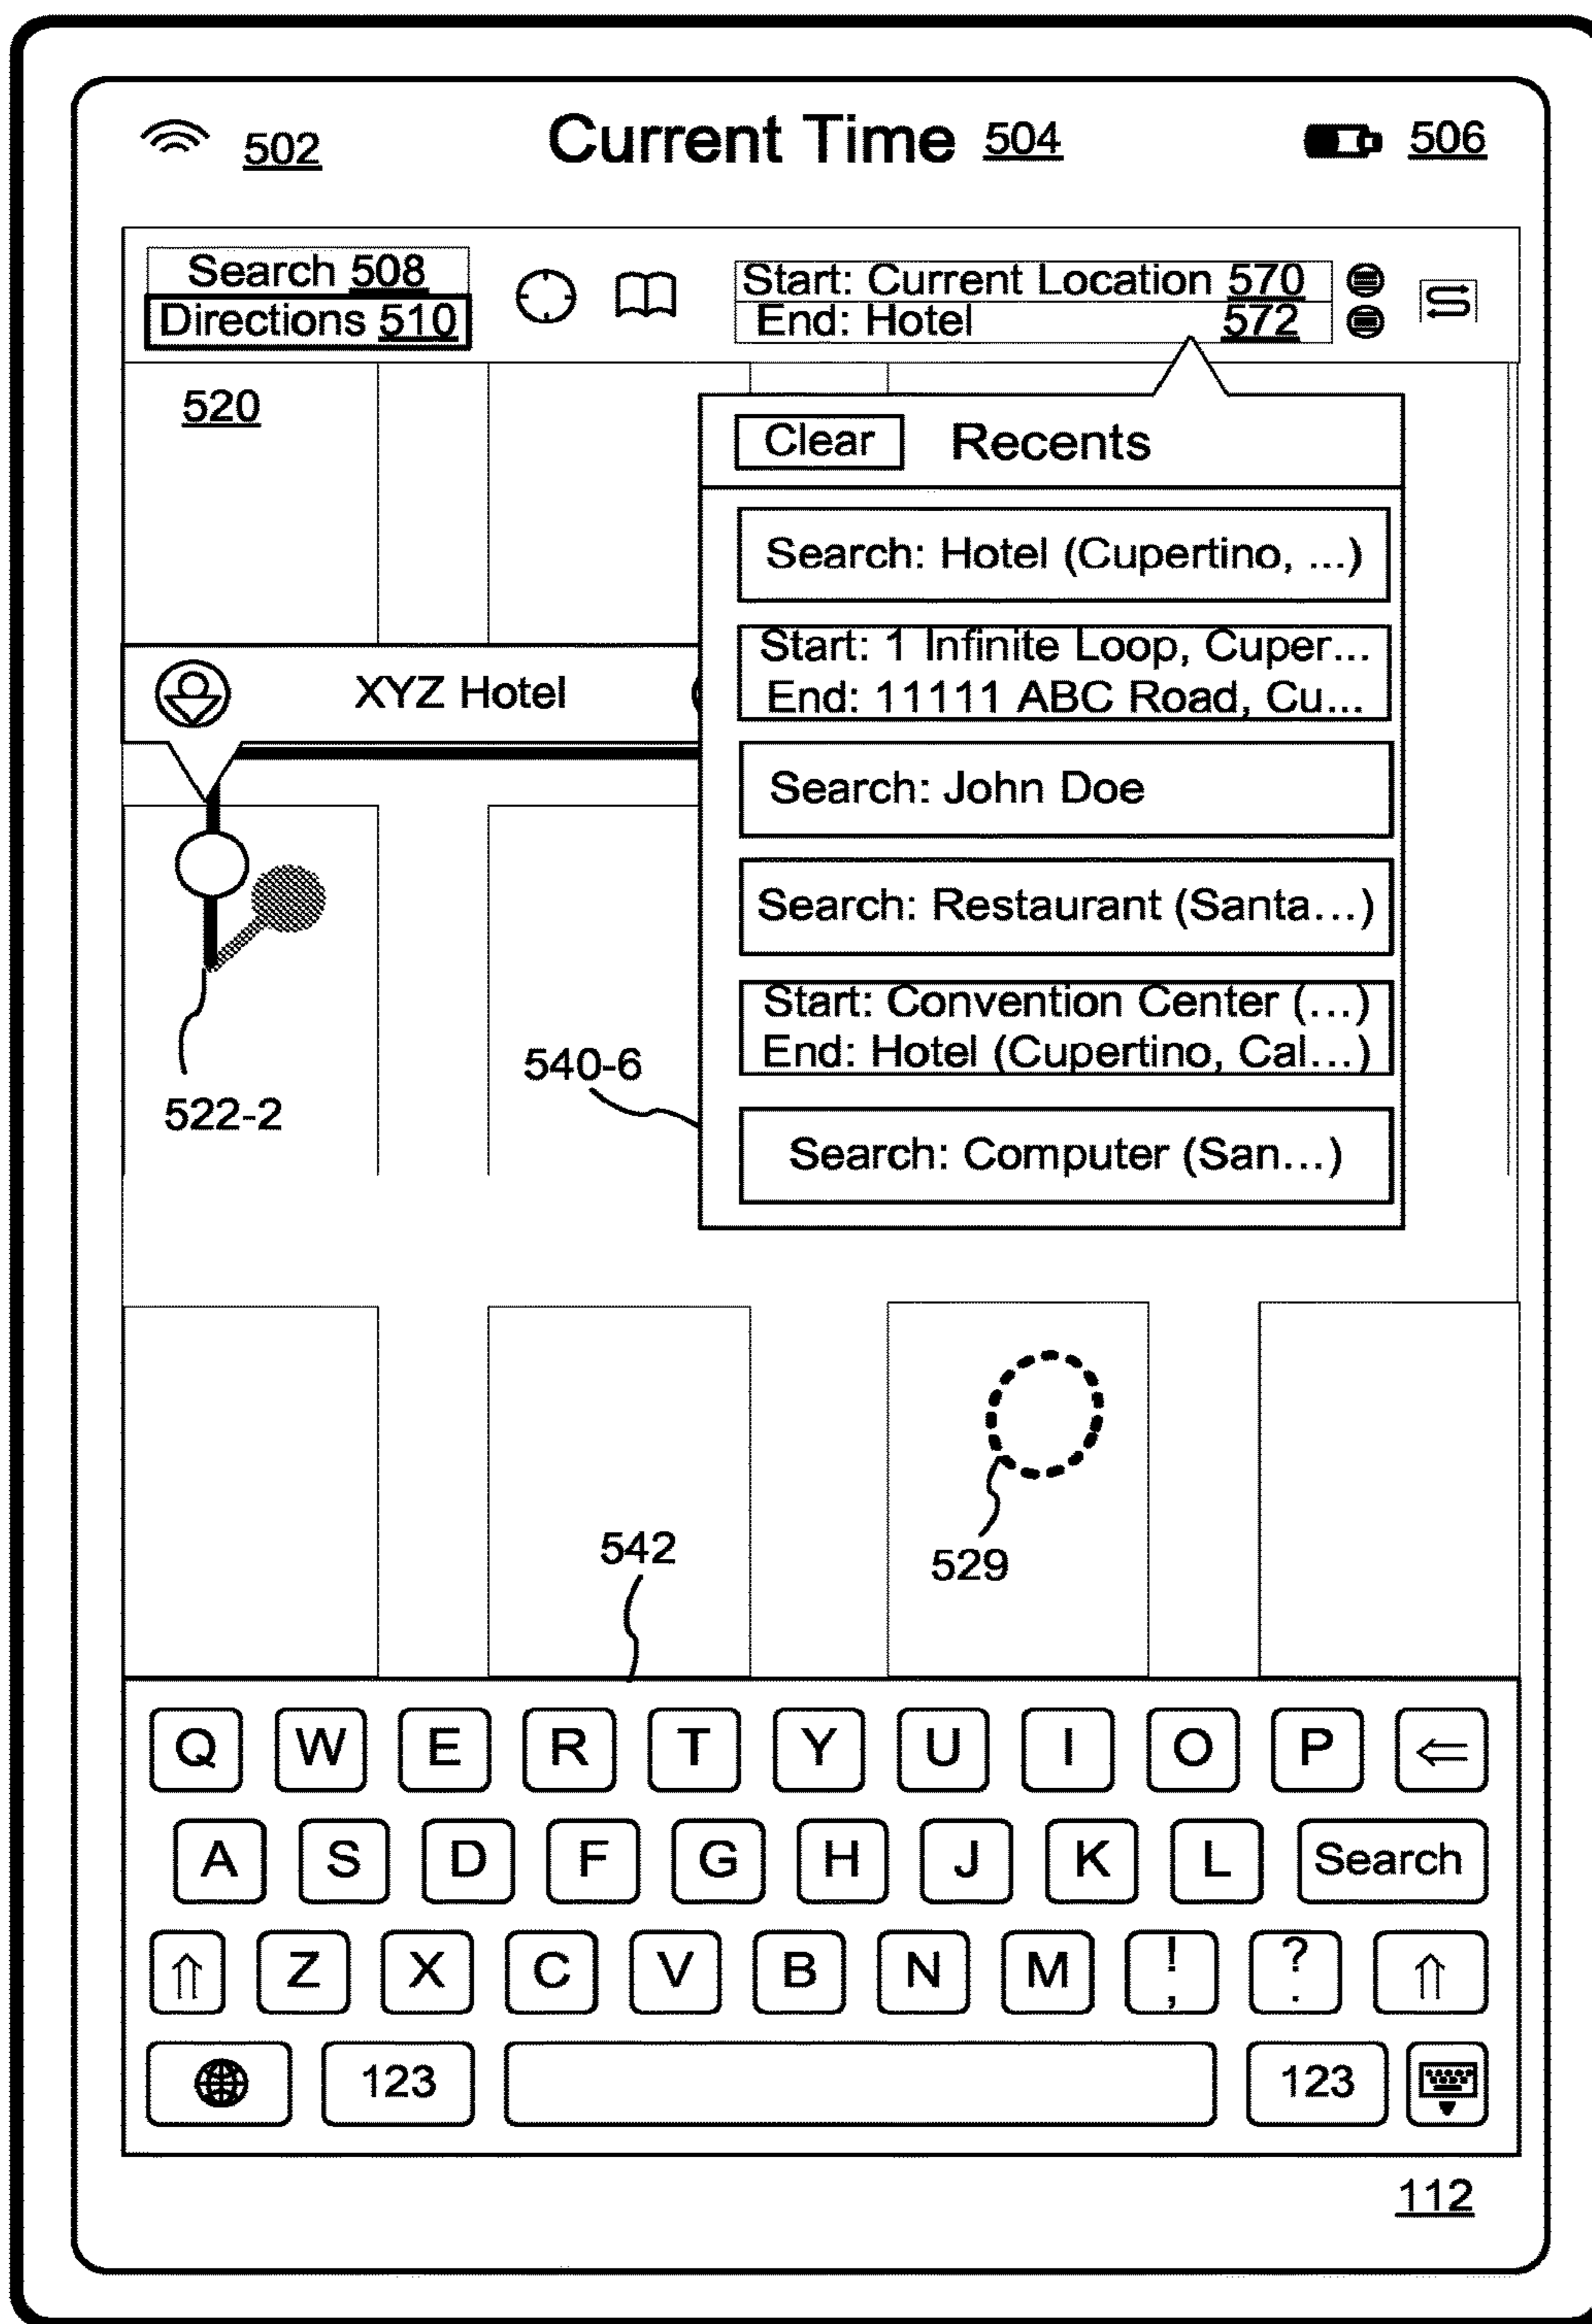 502 Current Time 504 506
Search 508
Directions 510
Start: Current Location 570
End: Hotel 572
520
Clear Recents
Search: Hotel (Cupertino, ...)
Start: 1 Infinite Loop, Cuper...
End: 11111 ABC Road, Cu...
XYZ Hotel
Search: John Doe
Search: Restaurant (Santa...)
Start: Convention Center (...)
End: Hotel (Cupertino, Cal...)
540-6
522-2
Search: Computer (San...)
542
529
Q W E R T Y U I O P ⇐
A S D F G H J K L Search
⇑ Z X C V B N M ! , ? . ⇑
123 123
112